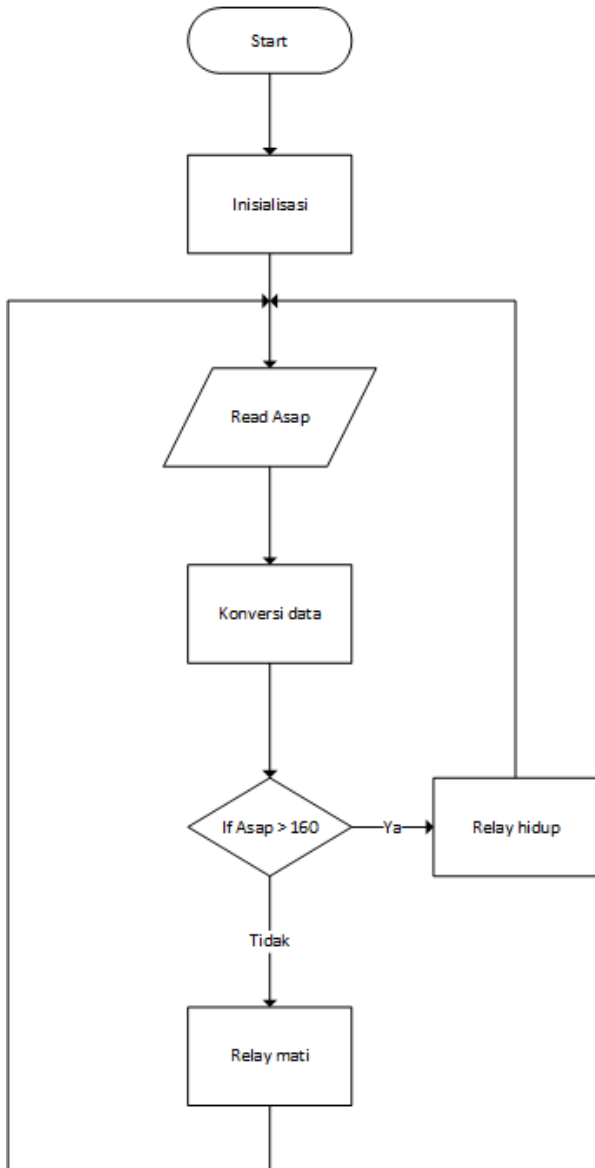 Start
Inisialisasi
Read Asap
Konversi data
If Asap > 160
Ya
Relay hidup
Tidak
Relay mati